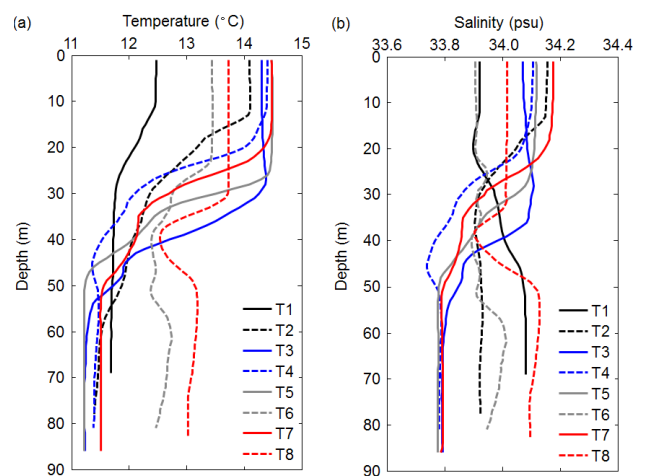 (a) Temperature (°C)
11 12 13 14 15
0
10
20
30
40
50
60
70
80
90
Depth (m)
T1
T2
T3
T4
T5
T6
T7
T8
(b) Salinity (psu)
33.6 33.8 34.0 34.2 34.4
0
10
20
30
40
50
60
70
80
90
Depth (m)
T1
T2
T3
T4
T5
T6
T7
T8